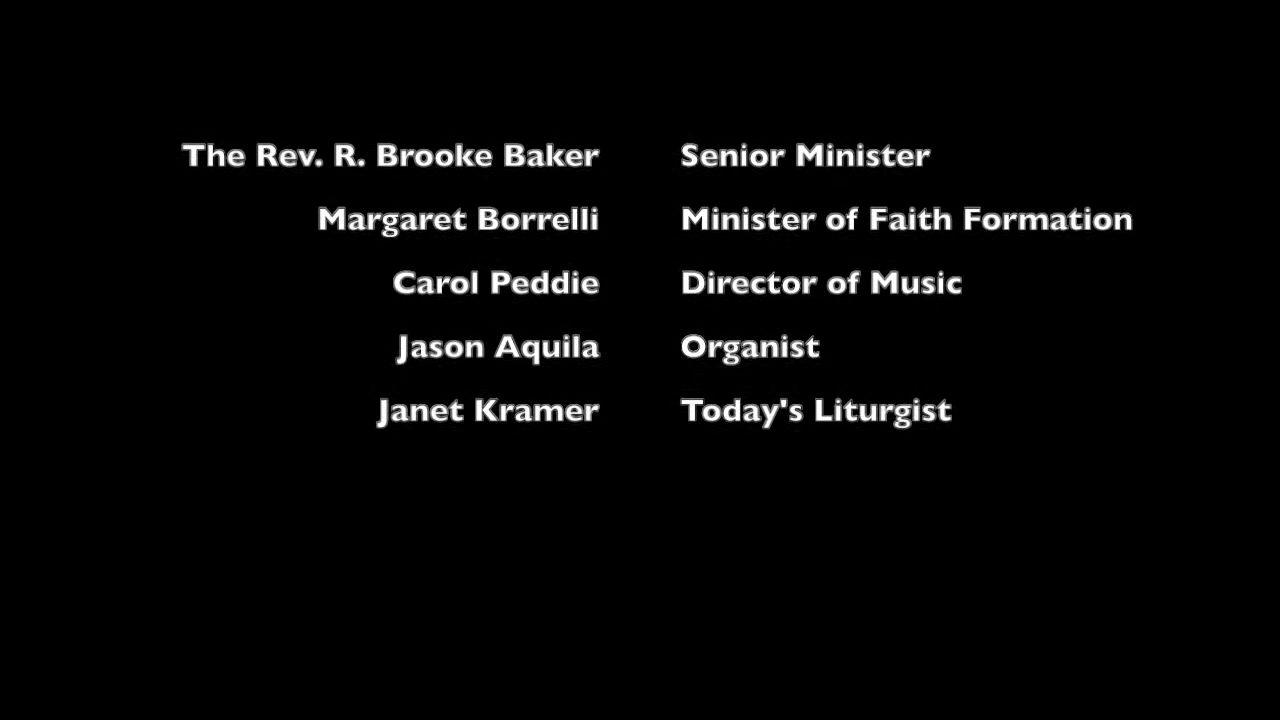 The Rev. R. Brooke Baker Senior Minister
Margaret Borrelli Minister of Faith Formation
Carol Peddie Director of Music
Jason Aquila Organist
Janet Kramer Today's Liturgist